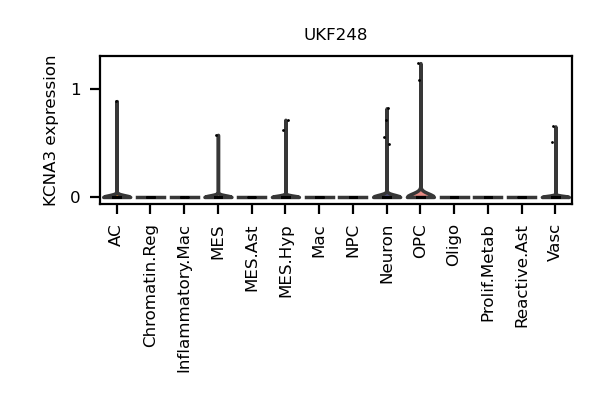 UKF248
KCNA3 expression
1
0
AC
Chromatin.Reg
Inflammatory.Mac
MES
MES.Ast
MES.Hyp
Mac
NPC
Neuron
OPC
Oligo
Prolif.Metab
Reactive.Ast
Vasc